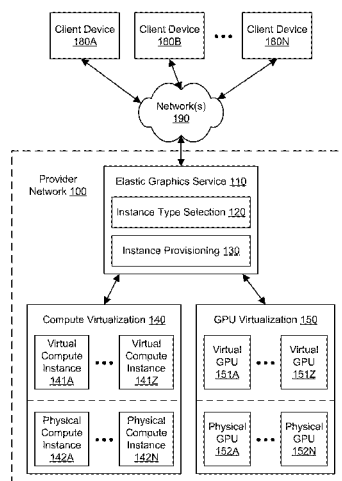 Client Device
180A
Client Device
180B
Client Device
180N
Network(s)
190
Provider
Network 100
Elastic Graphics Service 110
Instance Type Selection 120
Instance Provisioning 130
Compute Virtualization 140
Virtual
Compute
Instance
141A
Virtual
Compute
Instance
141Z
Physical
Compute
Instance
142A
Physical
Compute
Instance
142N
GPU Virtualization 150
Virtual
GPU
151A
Virtual
GPU
151Z
Physical
GPU
152A
Physical
GPU
152N